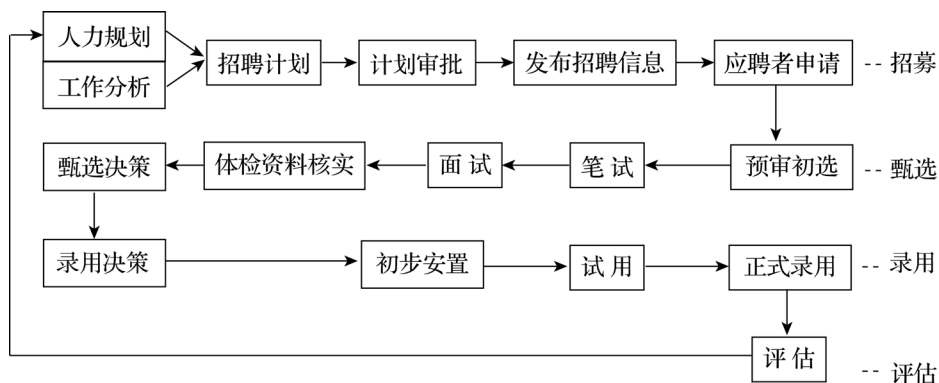 人力规划
工作分析
招聘计划
计划审批
发布招聘信息
应聘者申请
-- 招募
甄选决策
体检资料核实
面 试
笔 试
预审初选
-- 甄选
录用决策
初步安置
试 用
正式录用
-- 录用
评 估
-- 评估